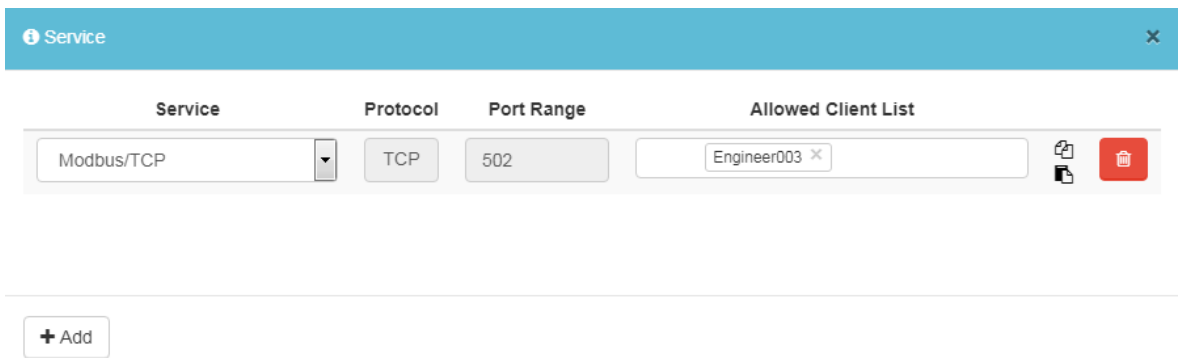 Service
Service Protocol Port Range Allowed Client List
Modbus/TCP TCP 502 Engineer003
Add